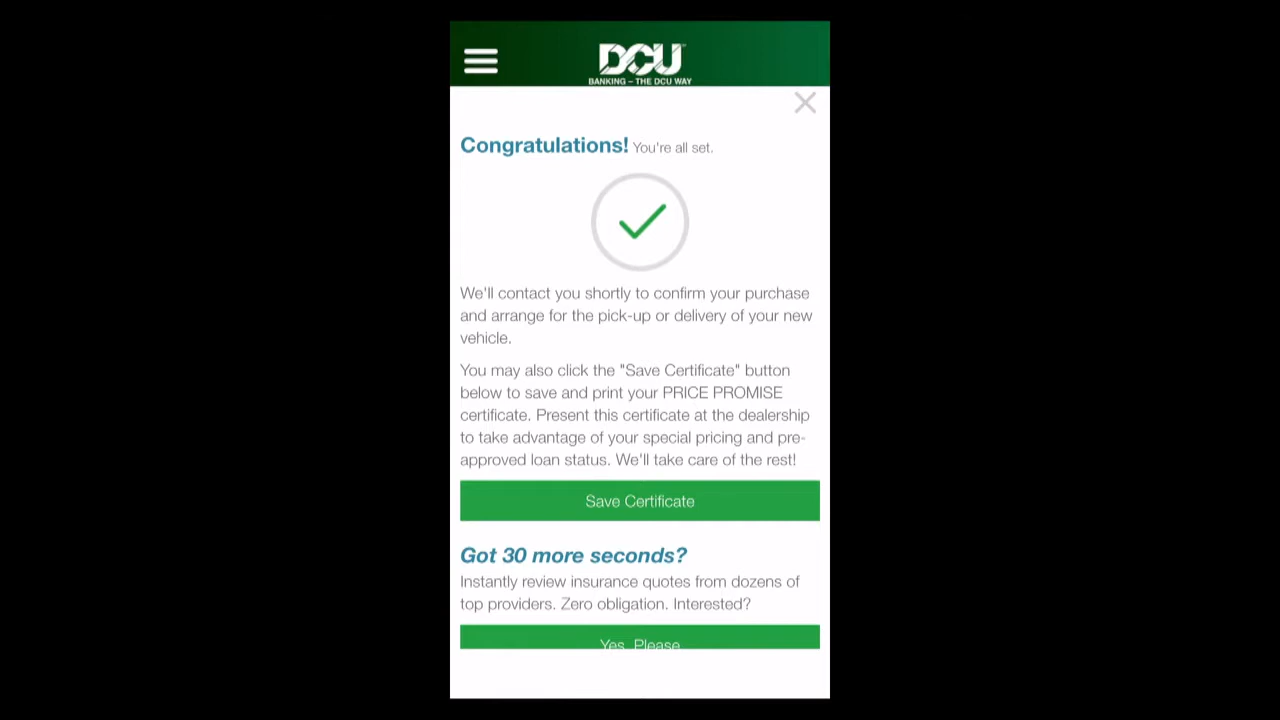 DCU
BANKING – THE DCU WAY
Congratulations! You're all set.
We'll contact you shortly to confirm your purchase
and arrange for the pick-up or delivery of your new
vehicle.
You may also click the "Save Certificate" button
below to save and print your PRICE PROMISE
certificate. Present this certificate at the dealership
to take advantage of your special pricing and pre-
approved loan status. We'll take care of the rest!
Save Certificate
Got 30 more seconds?
Instantly review insurance quotes from dozens of
top providers. Zero obligation. Interested?
Yes, Please